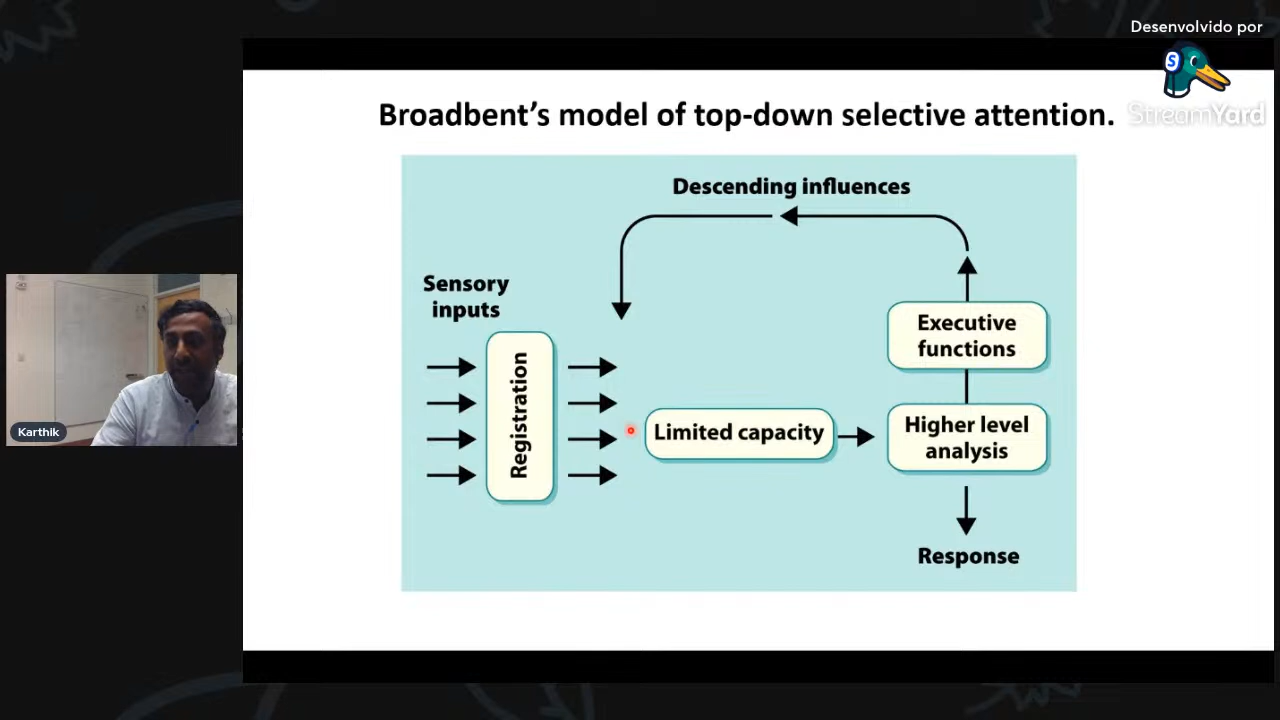 Desenvolvido por
S
StreamYard
Broadbent’s model of top-down selective attention.
Descending influences
Sensory
inputs
Registration
Limited capacity
Executive
functions
Higher level
analysis
Response
Karthik